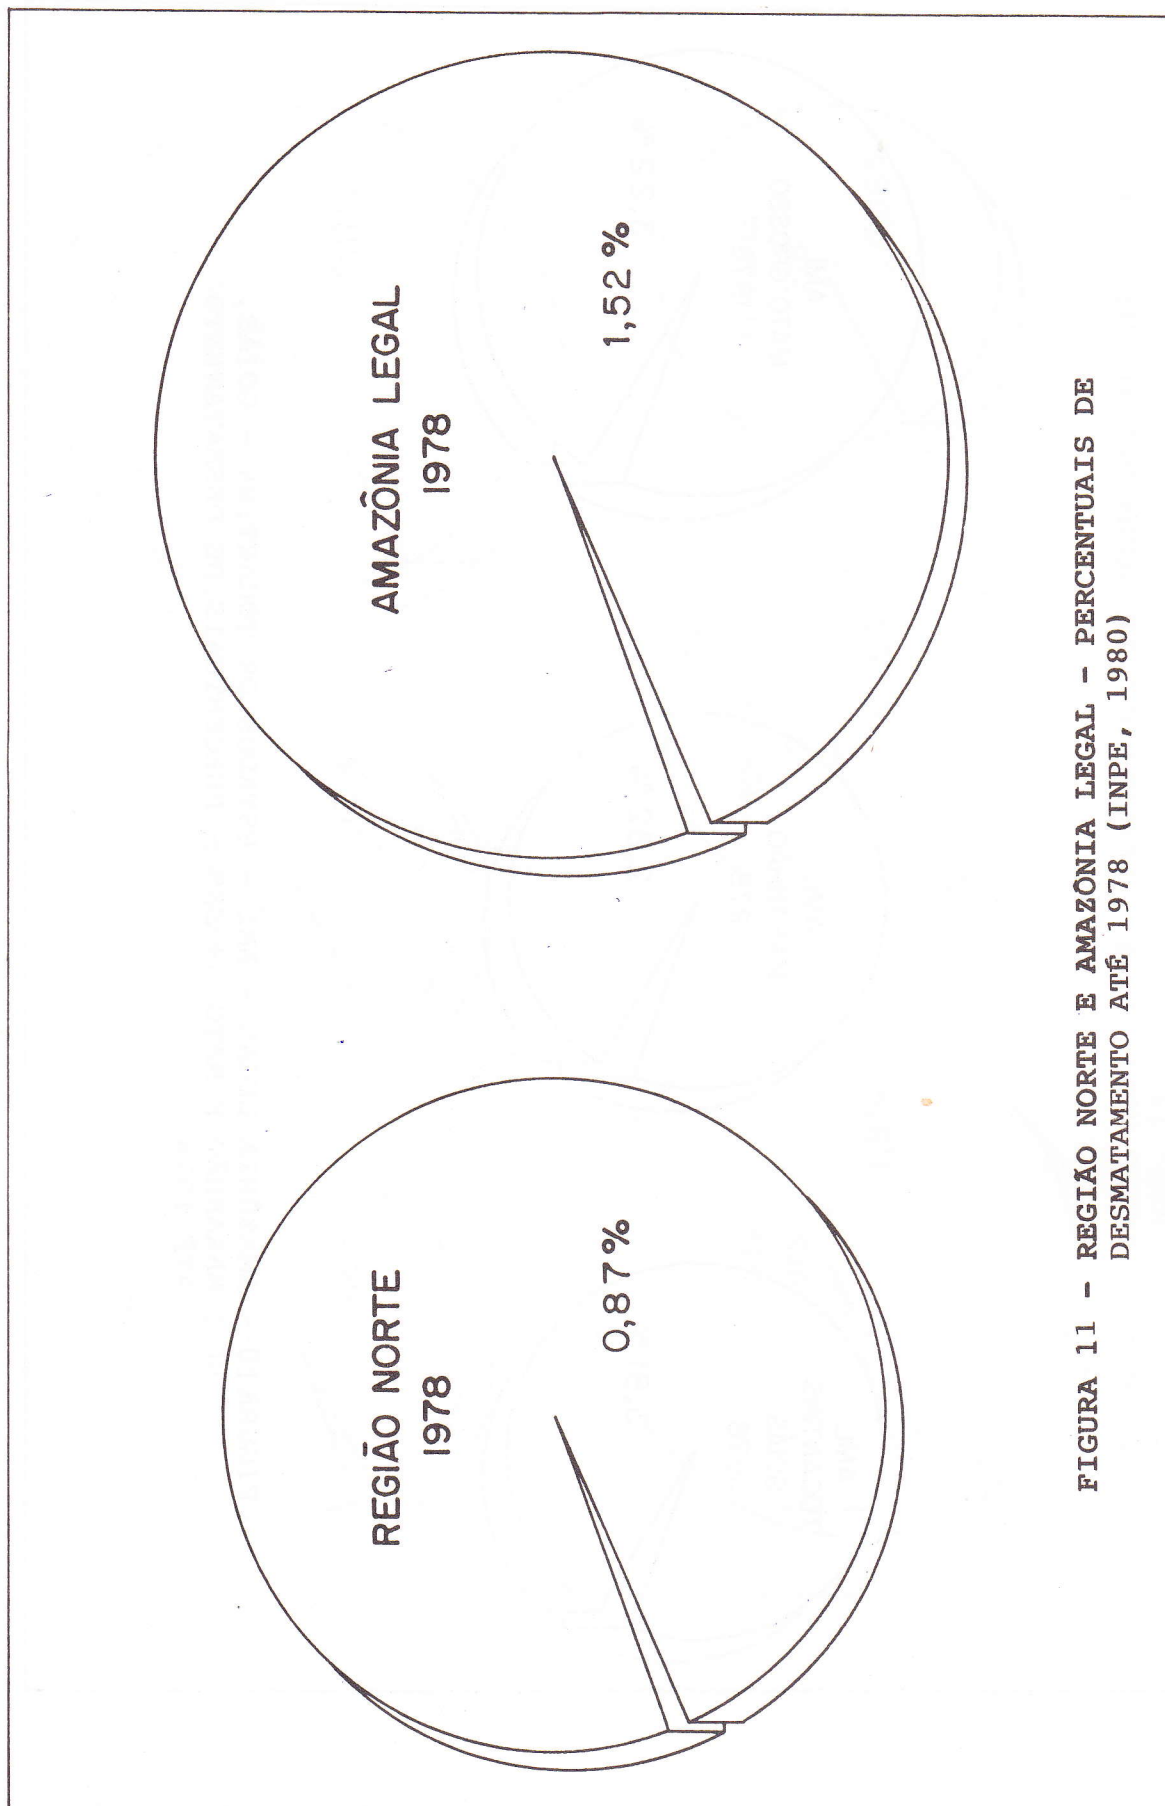 REGIÃO NORTE
1978
0,87%
AMAZÔNIA LEGAL
1978
1,52%
FIGURA 11 - REGIÃO NORTE E AMAZÔNIA LEGAL - PERCENTUAIS DE
DESMATAMENTO ATÉ 1978 (INPE, 1980)